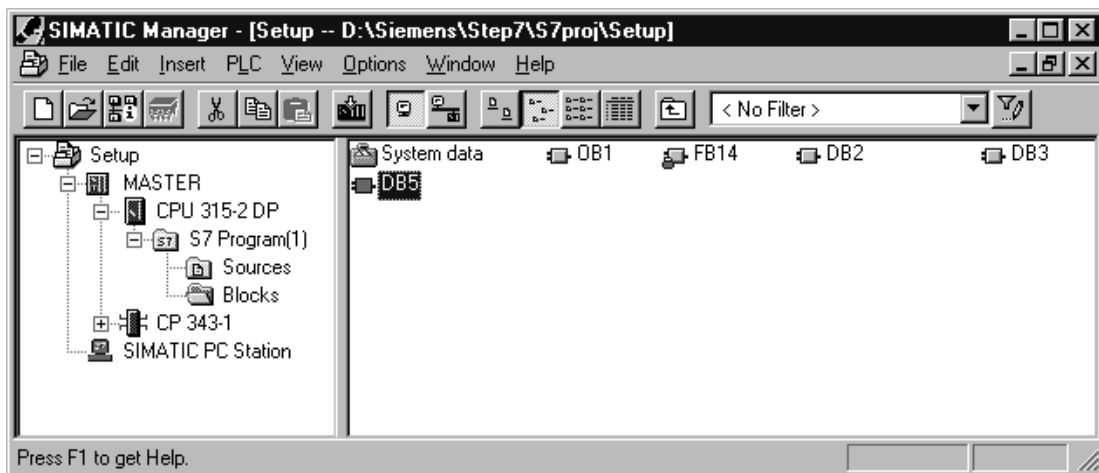 SIMATIC Manager - [Setup -- D:\Siemens\Step7\S7proj\Setup]
File Edit Insert PLC View Options Window Help
< No Filter >
Setup
MASTER
CPU 315-2 DP
S7 Program(1)
Sources
Blocks
CP 343-1
SIMATIC PC Station
System data OB1 FB14 DB2 DB3
DB5
Press F1 to get Help.